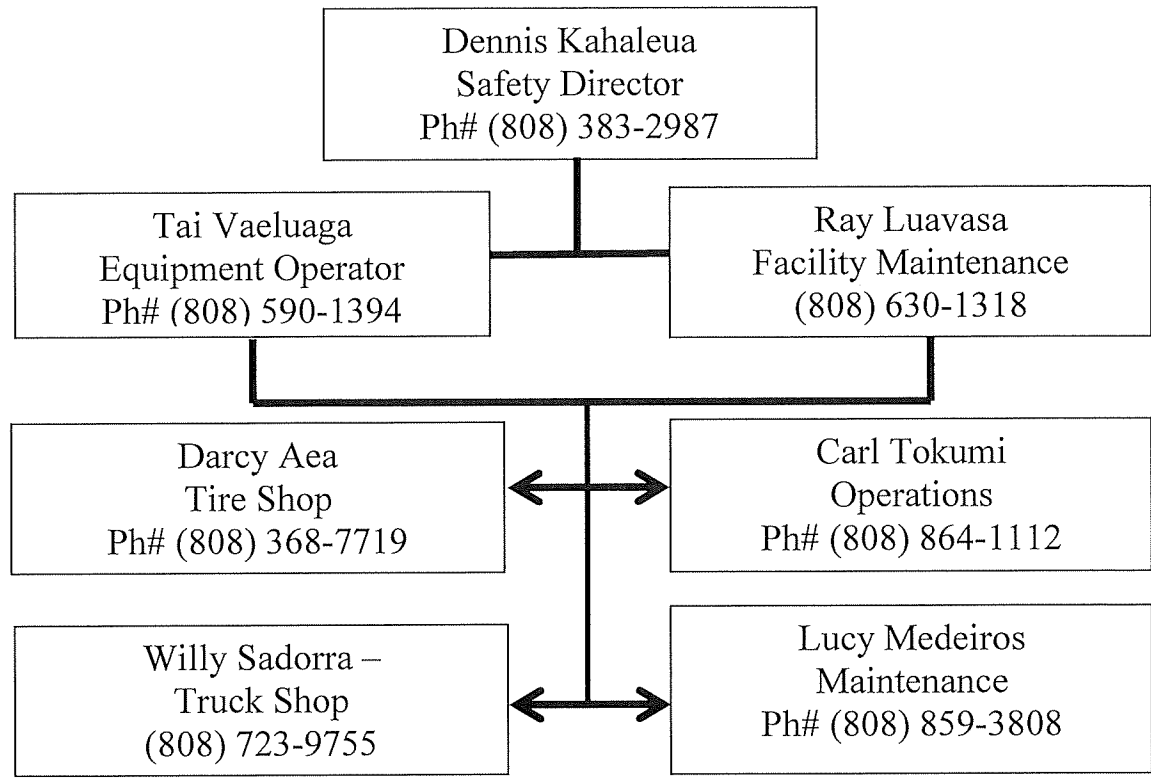 Dennis Kahaleua
Safety Director
Ph# (808) 383-2987
Tai Vaeluaga
Equipment Operator
Ph# (808) 590-1394
Ray Luavasa
Facility Maintenance
(808) 630-1318
Darcy Aea
Tire Shop
Ph# (808) 368-7719
Carl Tokumi
Operations
Ph# (808) 864-1112
Willy Sadorra –
Truck Shop
(808) 723-9755
Lucy Medeiros
Maintenance
Ph# (808) 859-3808